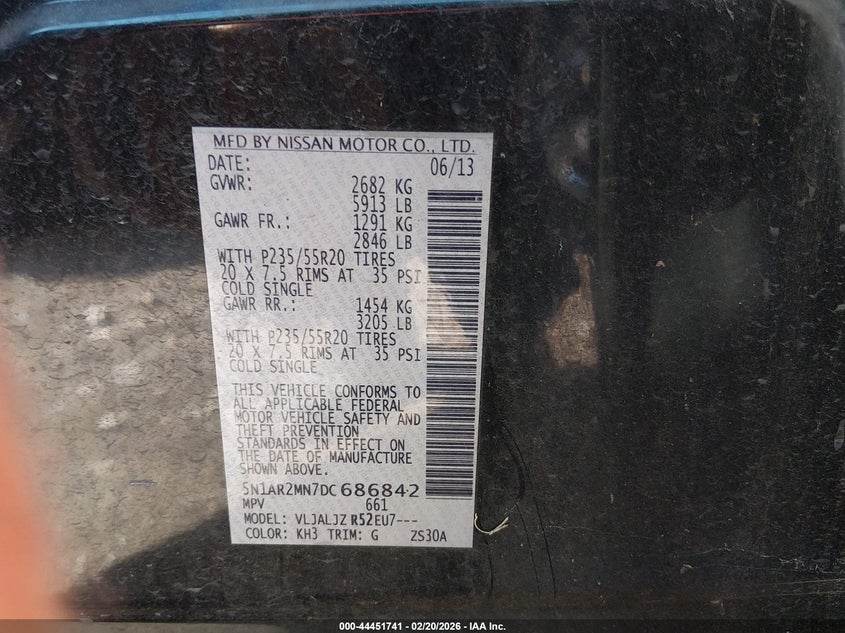 MFD BY NISSAN MOTOR CO., LTD.
DATE: 06/13
GVWR: 2682 KG
5913 LB
GAWR FR.: 1291 KG
2846 LB
WITH P235/55R20 TIRES
20 X 7.5 RIMS AT 35 PSI
COLD SINGLE
GAWR RR.: 1454 KG
3205 LB
WITH P235/55R20 TIRES
20 X 7.5 RIMS AT 35 PSI
COLD SINGLE
THIS VEHICLE CONFORMS TO
ALL APPLICABLE FEDERAL
MOTOR VEHICLE SAFETY AND
THEFT PREVENTION
STANDARDS IN EFFECT ON
THE DATE OF MANUFACTURE
SHOWN ABOVE.
5N1AR2MN7DC686842
MPV 661
MODEL: VLJALJZ R52EU7---
COLOR: KH3 TRIM: G ZS30A
000-44451741 - 02/20/2026 - IAA Inc.